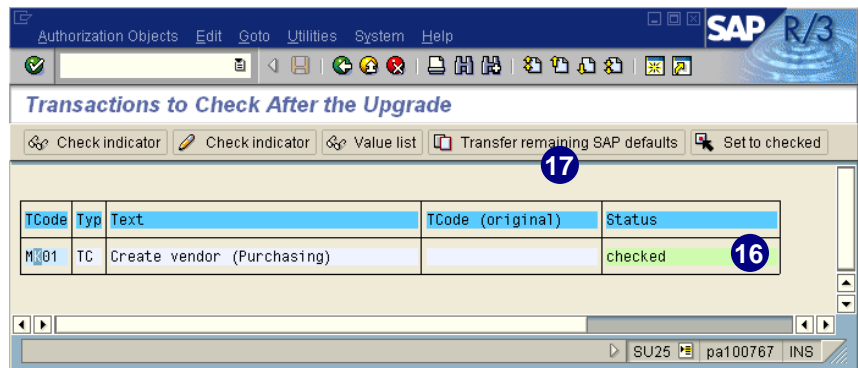 Authorization Objects Edit Goto Utilities System Help
SAP R/3
Transactions to Check After the Upgrade
Check indicator Check indicator Value list Transfer remaining SAP defaults Set to checked
17
TCode Typ Text TCode (original) Status
MK01 TC Create vendor (Purchasing) checked 16
SU25 pa100767 INS